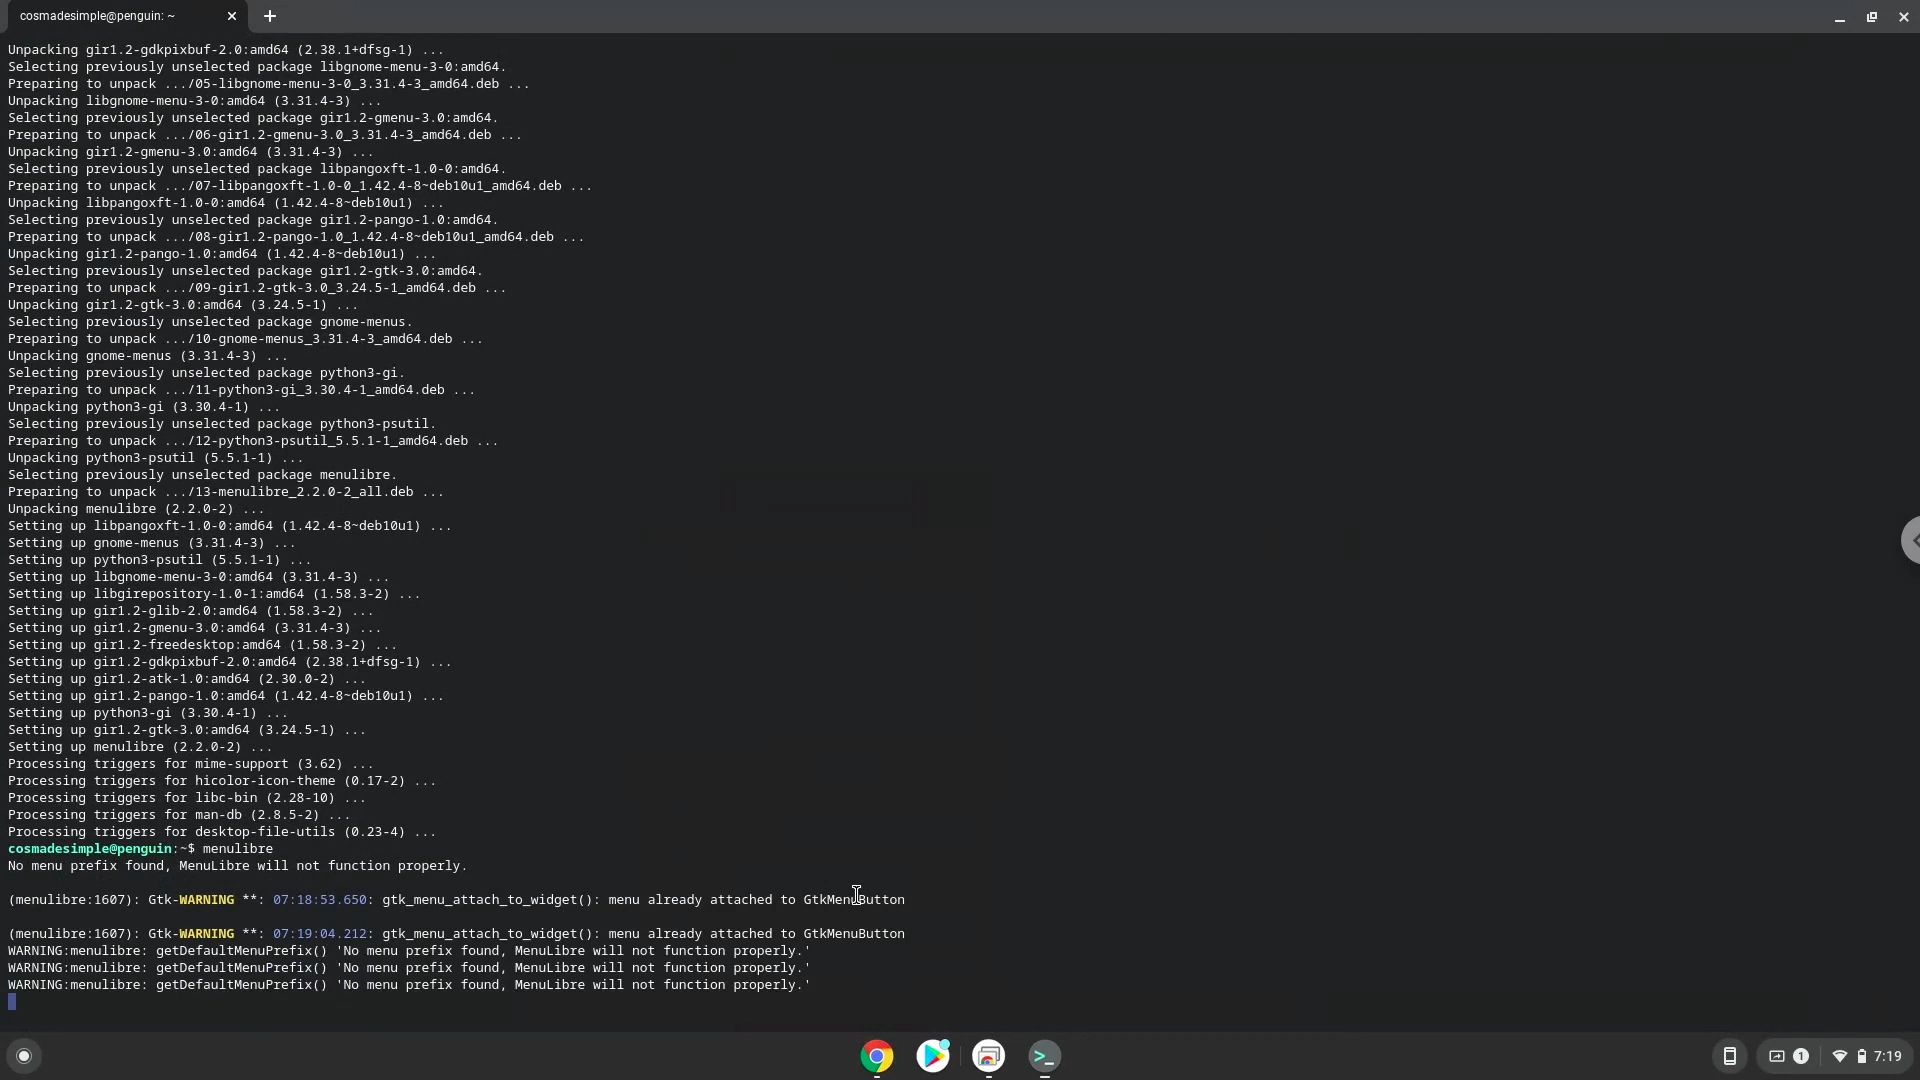 cosmadesimple@penguin: ~
Unpacking gir1.2-gdkpixbuf-2.0:amd64 (2.38.1+dfsg-1) ...
Selecting previously unselected package libgnome-menu-3-0:amd64.
Preparing to unpack .../05-libgnome-menu-3-0_3.31.4-3_amd64.deb ...
Unpacking libgnome-menu-3-0:amd64 (3.31.4-3) ...
Selecting previously unselected package gir1.2-gmenu-3.0:amd64.
Preparing to unpack .../06-gir1.2-gmenu-3.0_3.31.4-3_amd64.deb ...
Unpacking gir1.2-gmenu-3.0:amd64 (3.31.4-3) ...
Selecting previously unselected package libpangoxft-1.0-0:amd64.
Preparing to unpack .../07-libpangoxft-1.0-0_1.42.4-8~deb10u1_amd64.deb ...
Unpacking libpangoxft-1.0-0:amd64 (1.42.4-8~deb10u1) ...
Selecting previously unselected package gir1.2-pango-1.0:amd64.
Preparing to unpack .../08-gir1.2-pango-1.0_1.42.4-8~deb10u1_amd64.deb ...
Unpacking gir1.2-pango-1.0:amd64 (1.42.4-8~deb10u1) ...
Selecting previously unselected package gir1.2-gtk-3.0:amd64.
Preparing to unpack .../09-gir1.2-gtk-3.0_3.24.5-1_amd64.deb ...
Unpacking gir1.2-gtk-3.0:amd64 (3.24.5-1) ...
Selecting previously unselected package gnome-menus.
Preparing to unpack .../10-gnome-menus_3.31.4-3_amd64.deb ...
Unpacking gnome-menus (3.31.4-3) ...
Selecting previously unselected package python3-gi.
Preparing to unpack .../11-python3-gi_3.30.4-1_amd64.deb ...
Unpacking python3-gi (3.30.4-1) ...
Selecting previously unselected package python3-psutil.
Preparing to unpack .../12-python3-psutil_5.5.1-1_amd64.deb ...
Unpacking python3-psutil (5.5.1-1) ...
Selecting previously unselected package menulibre.
Preparing to unpack .../13-menulibre_2.2.0-2_all.deb ...
Unpacking menulibre (2.2.0-2) ...
Setting up libpangoxft-1.0-0:amd64 (1.42.4-8~deb10u1) ...
Setting up gnome-menus (3.31.4-3) ...
Setting up python3-psutil (5.5.1-1) ...
Setting up libgnome-menu-3-0:amd64 (3.31.4-3) ...
Setting up libgirepository-1.0-1:amd64 (1.58.3-2) ...
Setting up gir1.2-glib-2.0:amd64 (1.58.3-2) ...
Setting up gir1.2-gmenu-3.0:amd64 (3.31.4-3) ...
Setting up gir1.2-freedesktop:amd64 (1.58.3-2) ...
Setting up gir1.2-gdkpixbuf-2.0:amd64 (2.38.1+dfsg-1) ...
Setting up gir1.2-atk-1.0:amd64 (2.30.0-2) ...
Setting up gir1.2-pango-1.0:amd64 (1.42.4-8~deb10u1) ...
Setting up python3-gi (3.30.4-1) ...
Setting up gir1.2-gtk-3.0:amd64 (3.24.5-1) ...
Setting up menulibre (2.2.0-2) ...
Processing triggers for mime-support (3.62) ...
Processing triggers for hicolor-icon-theme (0.17-2) ...
Processing triggers for libc-bin (2.28-10) ...
Processing triggers for man-db (2.8.5-2) ...
Processing triggers for desktop-file-utils (0.23-4) ...
cosmadesimple@penguin:~$ menulibre
No menu prefix found, MenuLibre will not function properly.
(menulibre:1607): Gtk-WARNING **: 07:18:53.650: gtk_menu_attach_to_widget(): menu already attached to GtkMenuButton
(menulibre:1607): Gtk-WARNING **: 07:19:04.212: gtk_menu_attach_to_widget(): menu already attached to GtkMenuButton
WARNING:menulibre: getDefaultMenuPrefix() 'No menu prefix found, MenuLibre will not function properly.'
WARNING:menulibre: getDefaultMenuPrefix() 'No menu prefix found, MenuLibre will not function properly.'
WARNING:menulibre: getDefaultMenuPrefix() 'No menu prefix found, MenuLibre will not function properly.'
>_
1
7:19